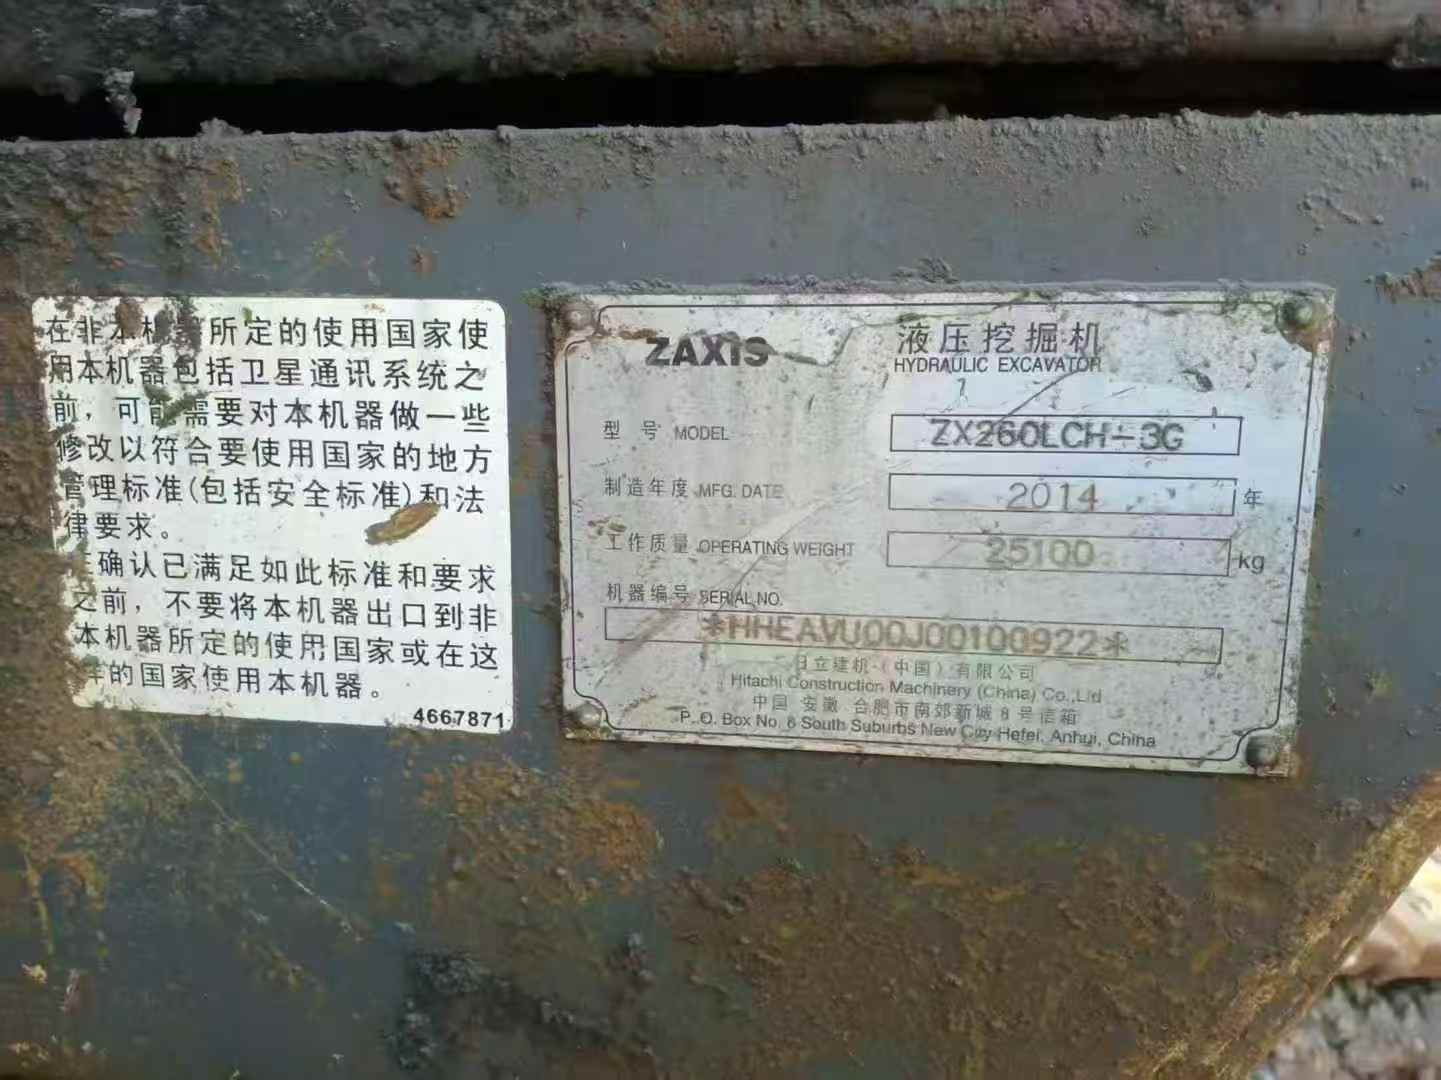 在非本机器所定的使用国家使
用本机器包括卫星通讯系统之
前，可能需要对本机器做一些
修改以符合要使用国家的地方
管理标准(包括安全标准)和法
律要求。
在确认已满足如此标准和要求
之前，不要将本机器出口到非
本机器所定的使用国家或在这
样的国家使用本机器。
4667871
ZAXIS
液压挖掘机
HYDRAULIC EXCAVATOR
型号 MODEL ZX260LCH-3G
制造年度 MFG. DATE 2014 年
工作质量 OPERATING WEIGHT 25100 kg
机器编号 SERIAL NO.
*HHEAVU00J00100922*
日立建机（中国）有限公司
Hitachi Construction Machinery (China) Co.,Ltd
中国 安徽 合肥市南郊新城 8 号信箱
P. O. Box No. 8 South Suburbs New City Hefei, Anhui, China